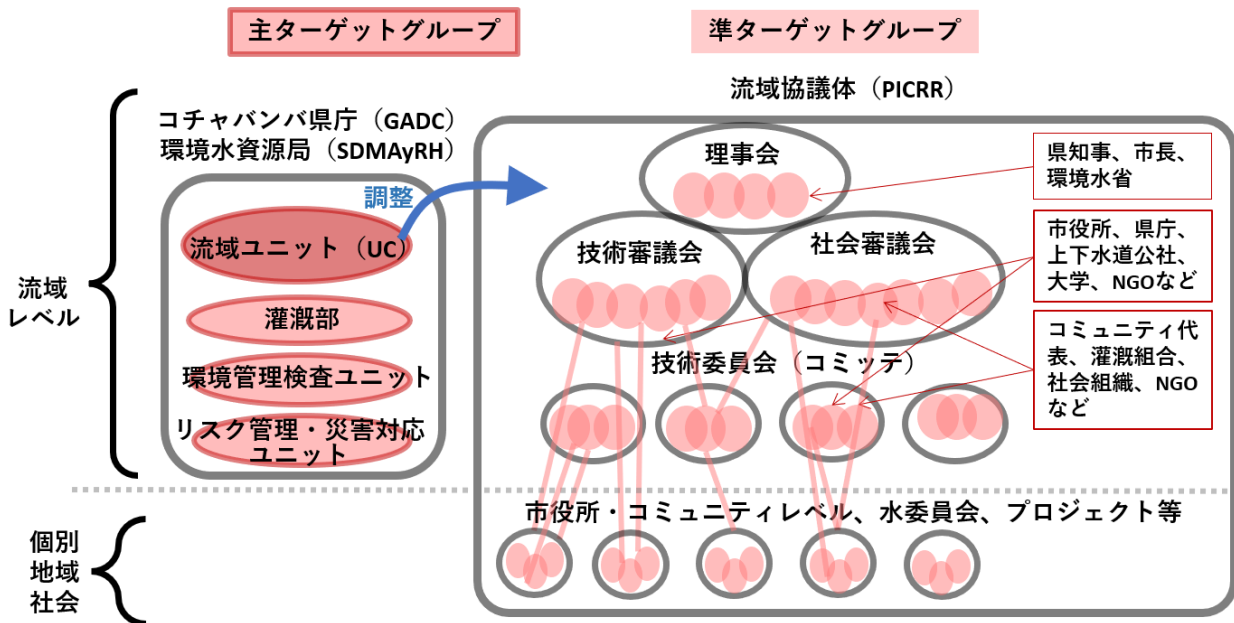 主ターゲットグループ
準ターゲットグループ
流域協議体（PICRR）
コチャバンバ県庁（GADC）
環境水資源局（SDMAyRH）
調整
流域ユニット（UC）
灌漑部
環境管理検査ユニット
リスク管理・災害対応
ユニット
流域
レベル
理事会
技術審議会
社会審議会
技術委員会（コミッテ）
県知事、市長、
環境水省
市役所、県庁、
上下水道公社、
大学、NGOなど
コミュニティ代
表、灌漑組合、
社会組織、NGO
など
市役所・コミュニティレベル、水委員会、プロジェクト等
個別
地域
社会